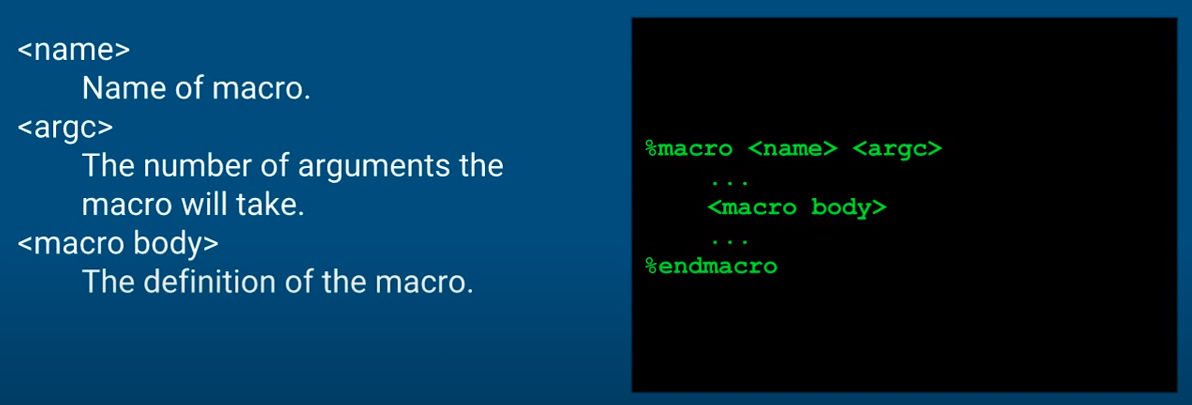 <name>
Name of macro.
<argc>
The number of arguments the
macro will take.
<macro body>
The definition of the macro.
%macro <name> <argc>
...
<macro body>
...
%endmacro